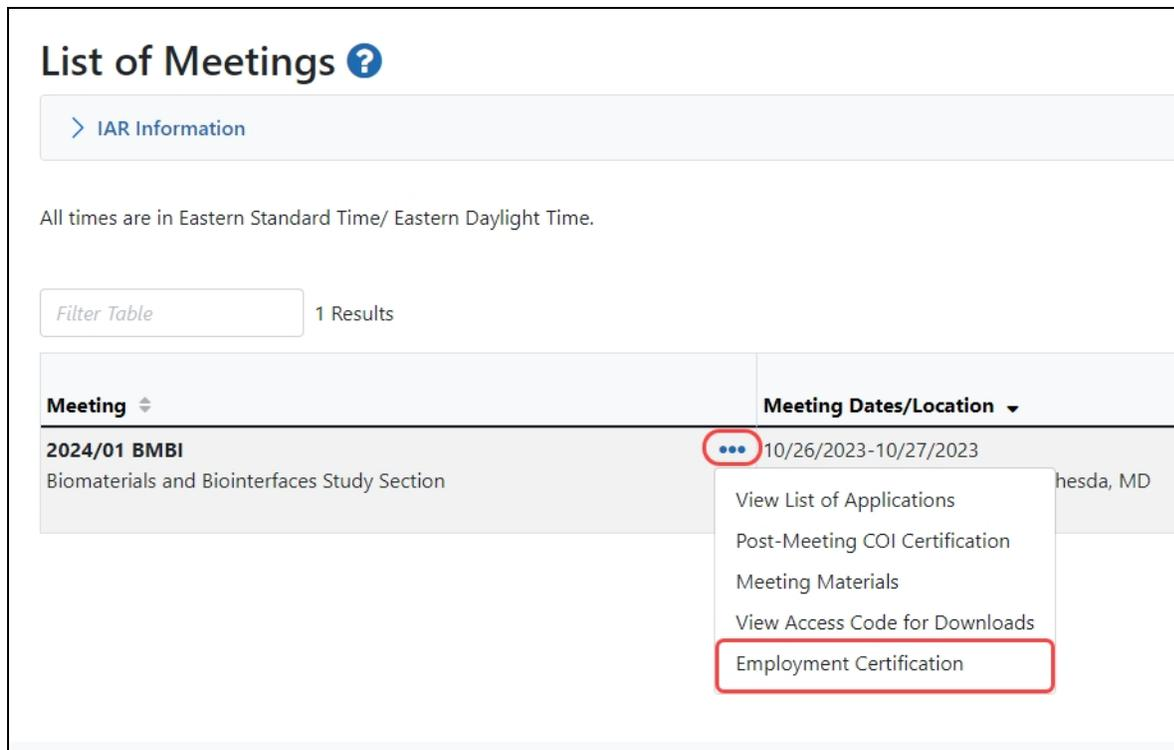 List of Meetings ?
IAR Information
All times are in Eastern Standard Time/ Eastern Daylight Time.
Filter Table 1 Results
Meeting Meeting Dates/Location
2024/01 BMBI ••• 10/26/2023-10/27/2023
Biomaterials and Biointerfaces Study Section hesda, MD
View List of Applications
Post-Meeting COI Certification
Meeting Materials
View Access Code for Downloads
Employment Certification